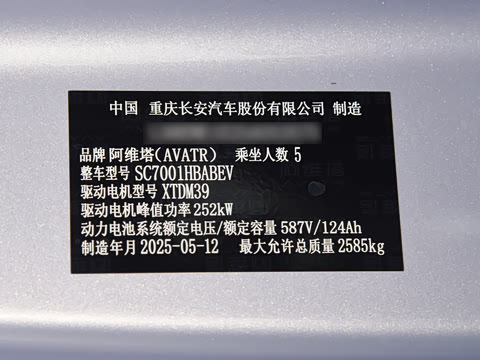 中国 重庆长安汽车股份有限公司 制造
品牌 阿维塔(AVATR) 乘坐人数 5
整车型号 SC7001HBABEV
驱动电机型号 XTDM39
驱动电机峰值功率 252kW
动力电池系统额定电压/额定容量 587V/124Ah
制造年月 2025-05-12 最大允许总质量 2585kg